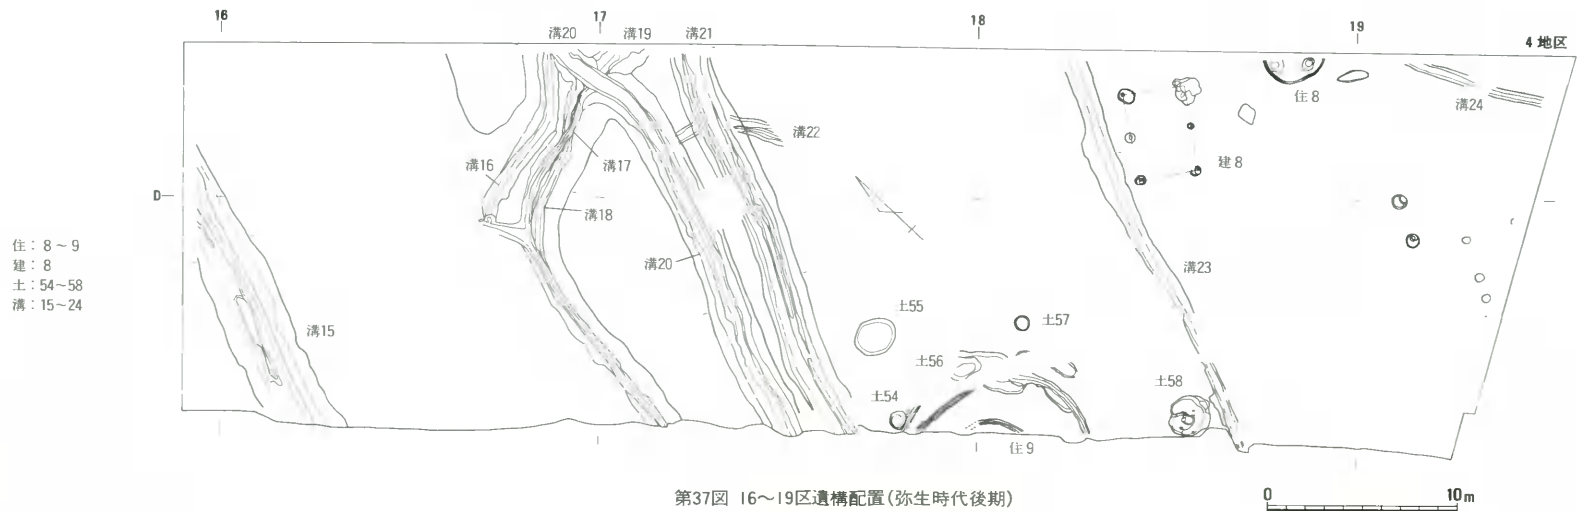 16
17
18
19
溝20
溝19
溝21
4地区
住8
溝24
溝22
溝16
溝17
建8
D
溝18
住：8～9
建：8
土：54～58
溝：15～24
溝20
溝23
溝15
土55
土57
土56
土58
土54
住9
第37図 16～19区遺構配置(弥生時代後期)
0 10m